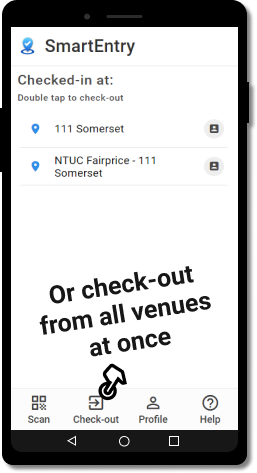 SmartEntry
Checked-in at:
Double tap to check-out
111 Somerset
NTUC Fairprice - 111
Somerset
Or check-out
from all venues
at once
Scan Check-out Profile Help